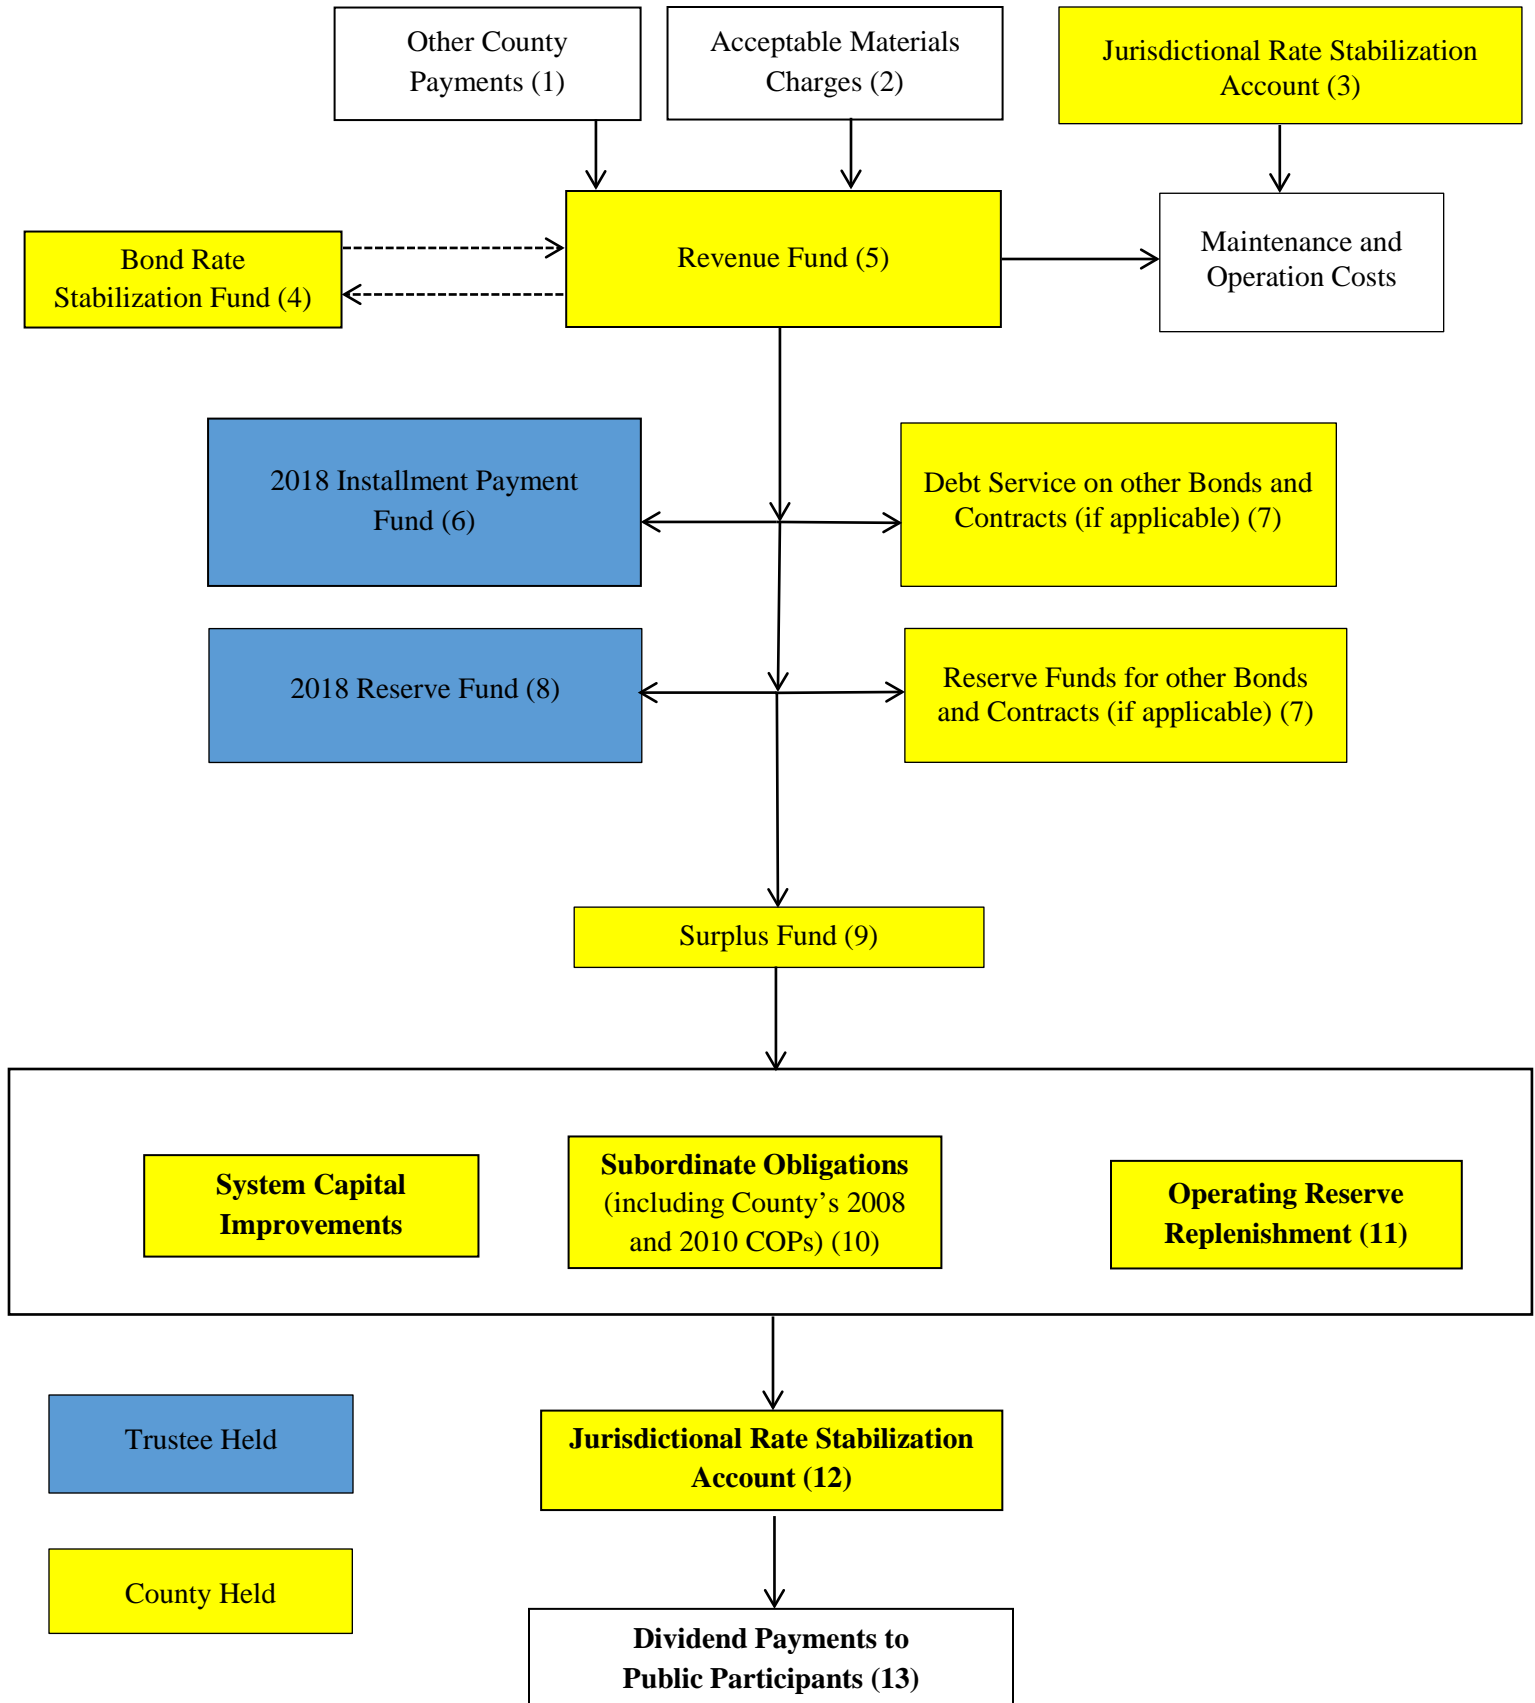 Other County
Payments (1)
Acceptable Materials
Charges (2)
Jurisdictional Rate Stabilization
Account (3)
Bond Rate
Stabilization Fund (4)
Revenue Fund (5)
Maintenance and
Operation Costs
2018 Installment Payment
Fund (6)
Debt Service on other Bonds and
Contracts (if applicable) (7)
2018 Reserve Fund (8)
Reserve Funds for other Bonds
and Contracts (if applicable) (7)
Surplus Fund (9)
System Capital
Improvements
Subordinate Obligations
(including County’s 2008
and 2010 COPs) (10)
Operating Reserve
Replenishment (11)
Trustee Held
Jurisdictional Rate Stabilization
Account (12)
County Held
Dividend Payments to
Public Participants (13)